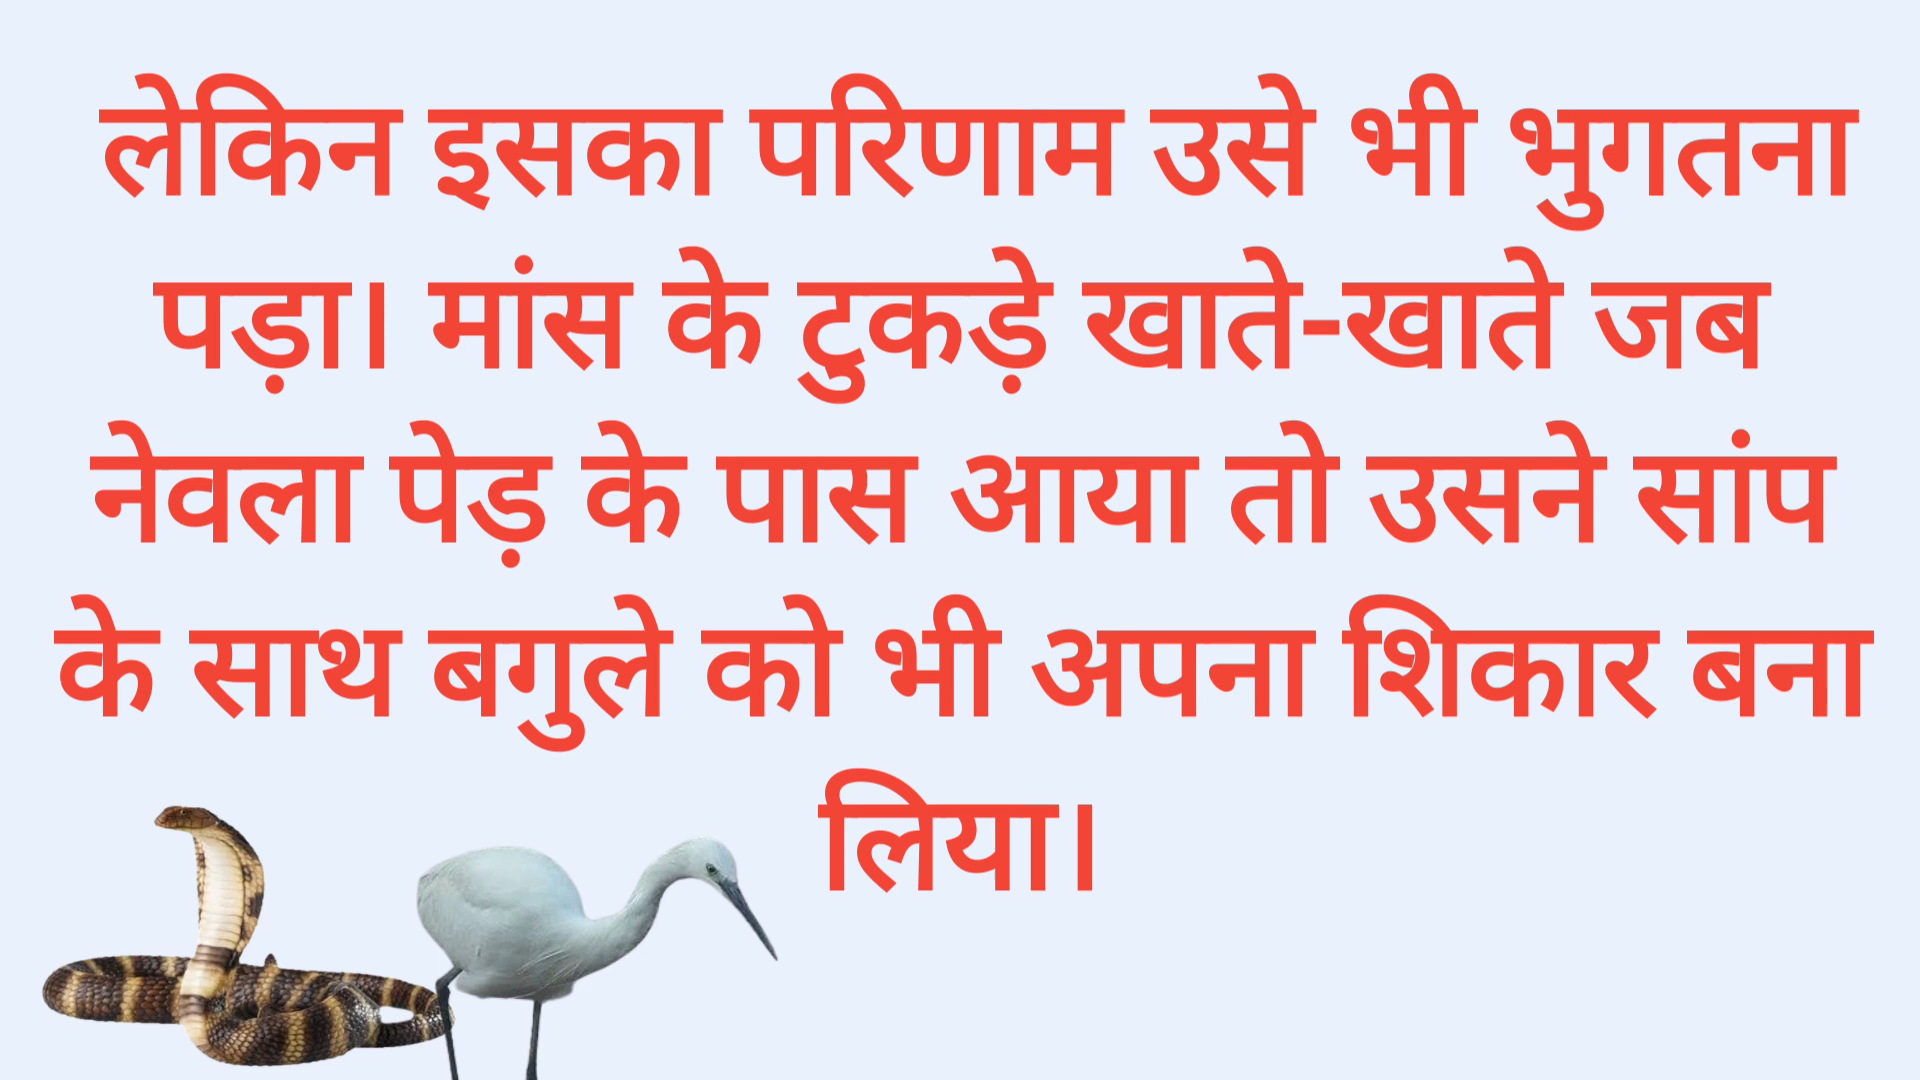 लेकिन इसका परिणाम उसे भी भुगतना
पड़ा। मांस के टुकड़े खाते-खाते जब
नेवला पेड़ के पास आया तो उसने सांप
के साथ बगुले को भी अपना शिकार बना
लिया।